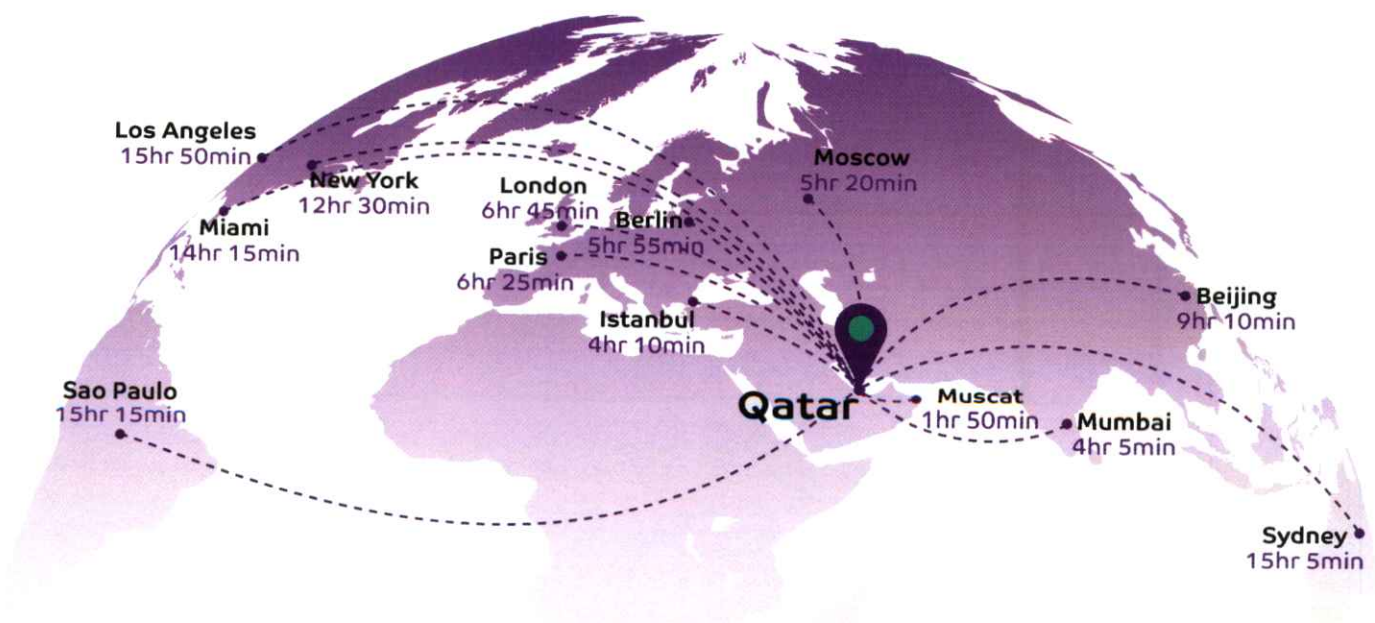 Los Angeles
15hr 50min
New York
12hr 30min
Miami
14hr 15min
London
6hr 45min
Berlin
5hr 55min
Paris
6hr 25min
Istanbul
4hr 10min
Moscow
5hr 20min
Beijing
9hr 10min
Sao Paulo
15hr 15min
Qatar
Muscat
1hr 50min
Mumbai
4hr 5min
Sydney
15hr 5min